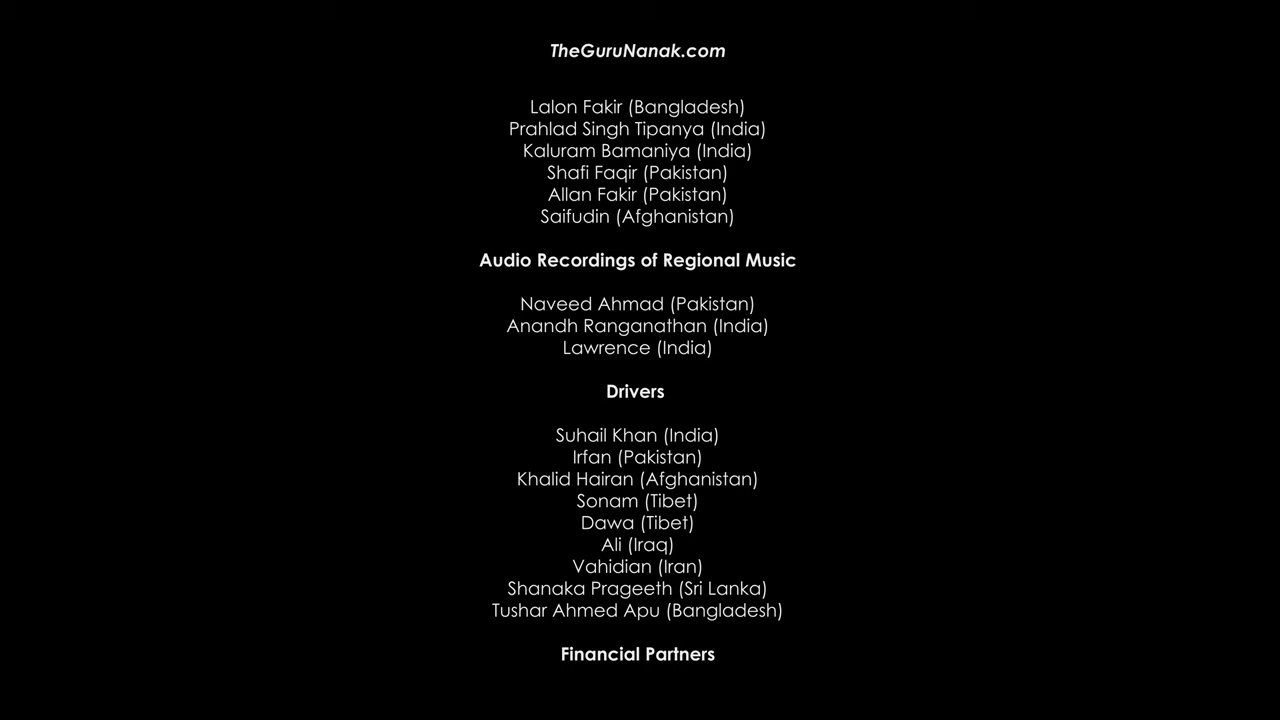 TheGuruNanak.com
Lalon Fakir (Bangladesh)
Prahlad Singh Tipanya (India)
Kaluram Bamaniya (India)
Shafi Faqir (Pakistan)
Allan Fakir (Pakistan)
Saifudin (Afghanistan)
Audio Recordings of Regional Music
Naveed Ahmad (Pakistan)
Anandh Ranganathan (India)
Lawrence (India)
Drivers
Suhail Khan (India)
Irfan (Pakistan)
Khalid Hairan (Afghanistan)
Sonam (Tibet)
Dawa (Tibet)
Ali (Iraq)
Vahidian (Iran)
Shanaka Prageeth (Sri Lanka)
Tushar Ahmed Apu (Bangladesh)
Financial Partners